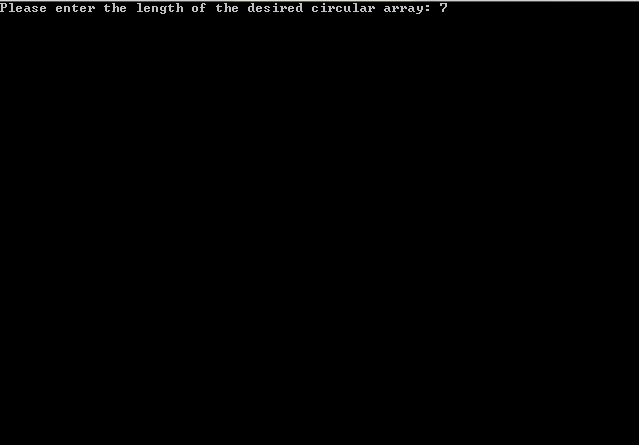 Please enter the length of the desired circular array: 7